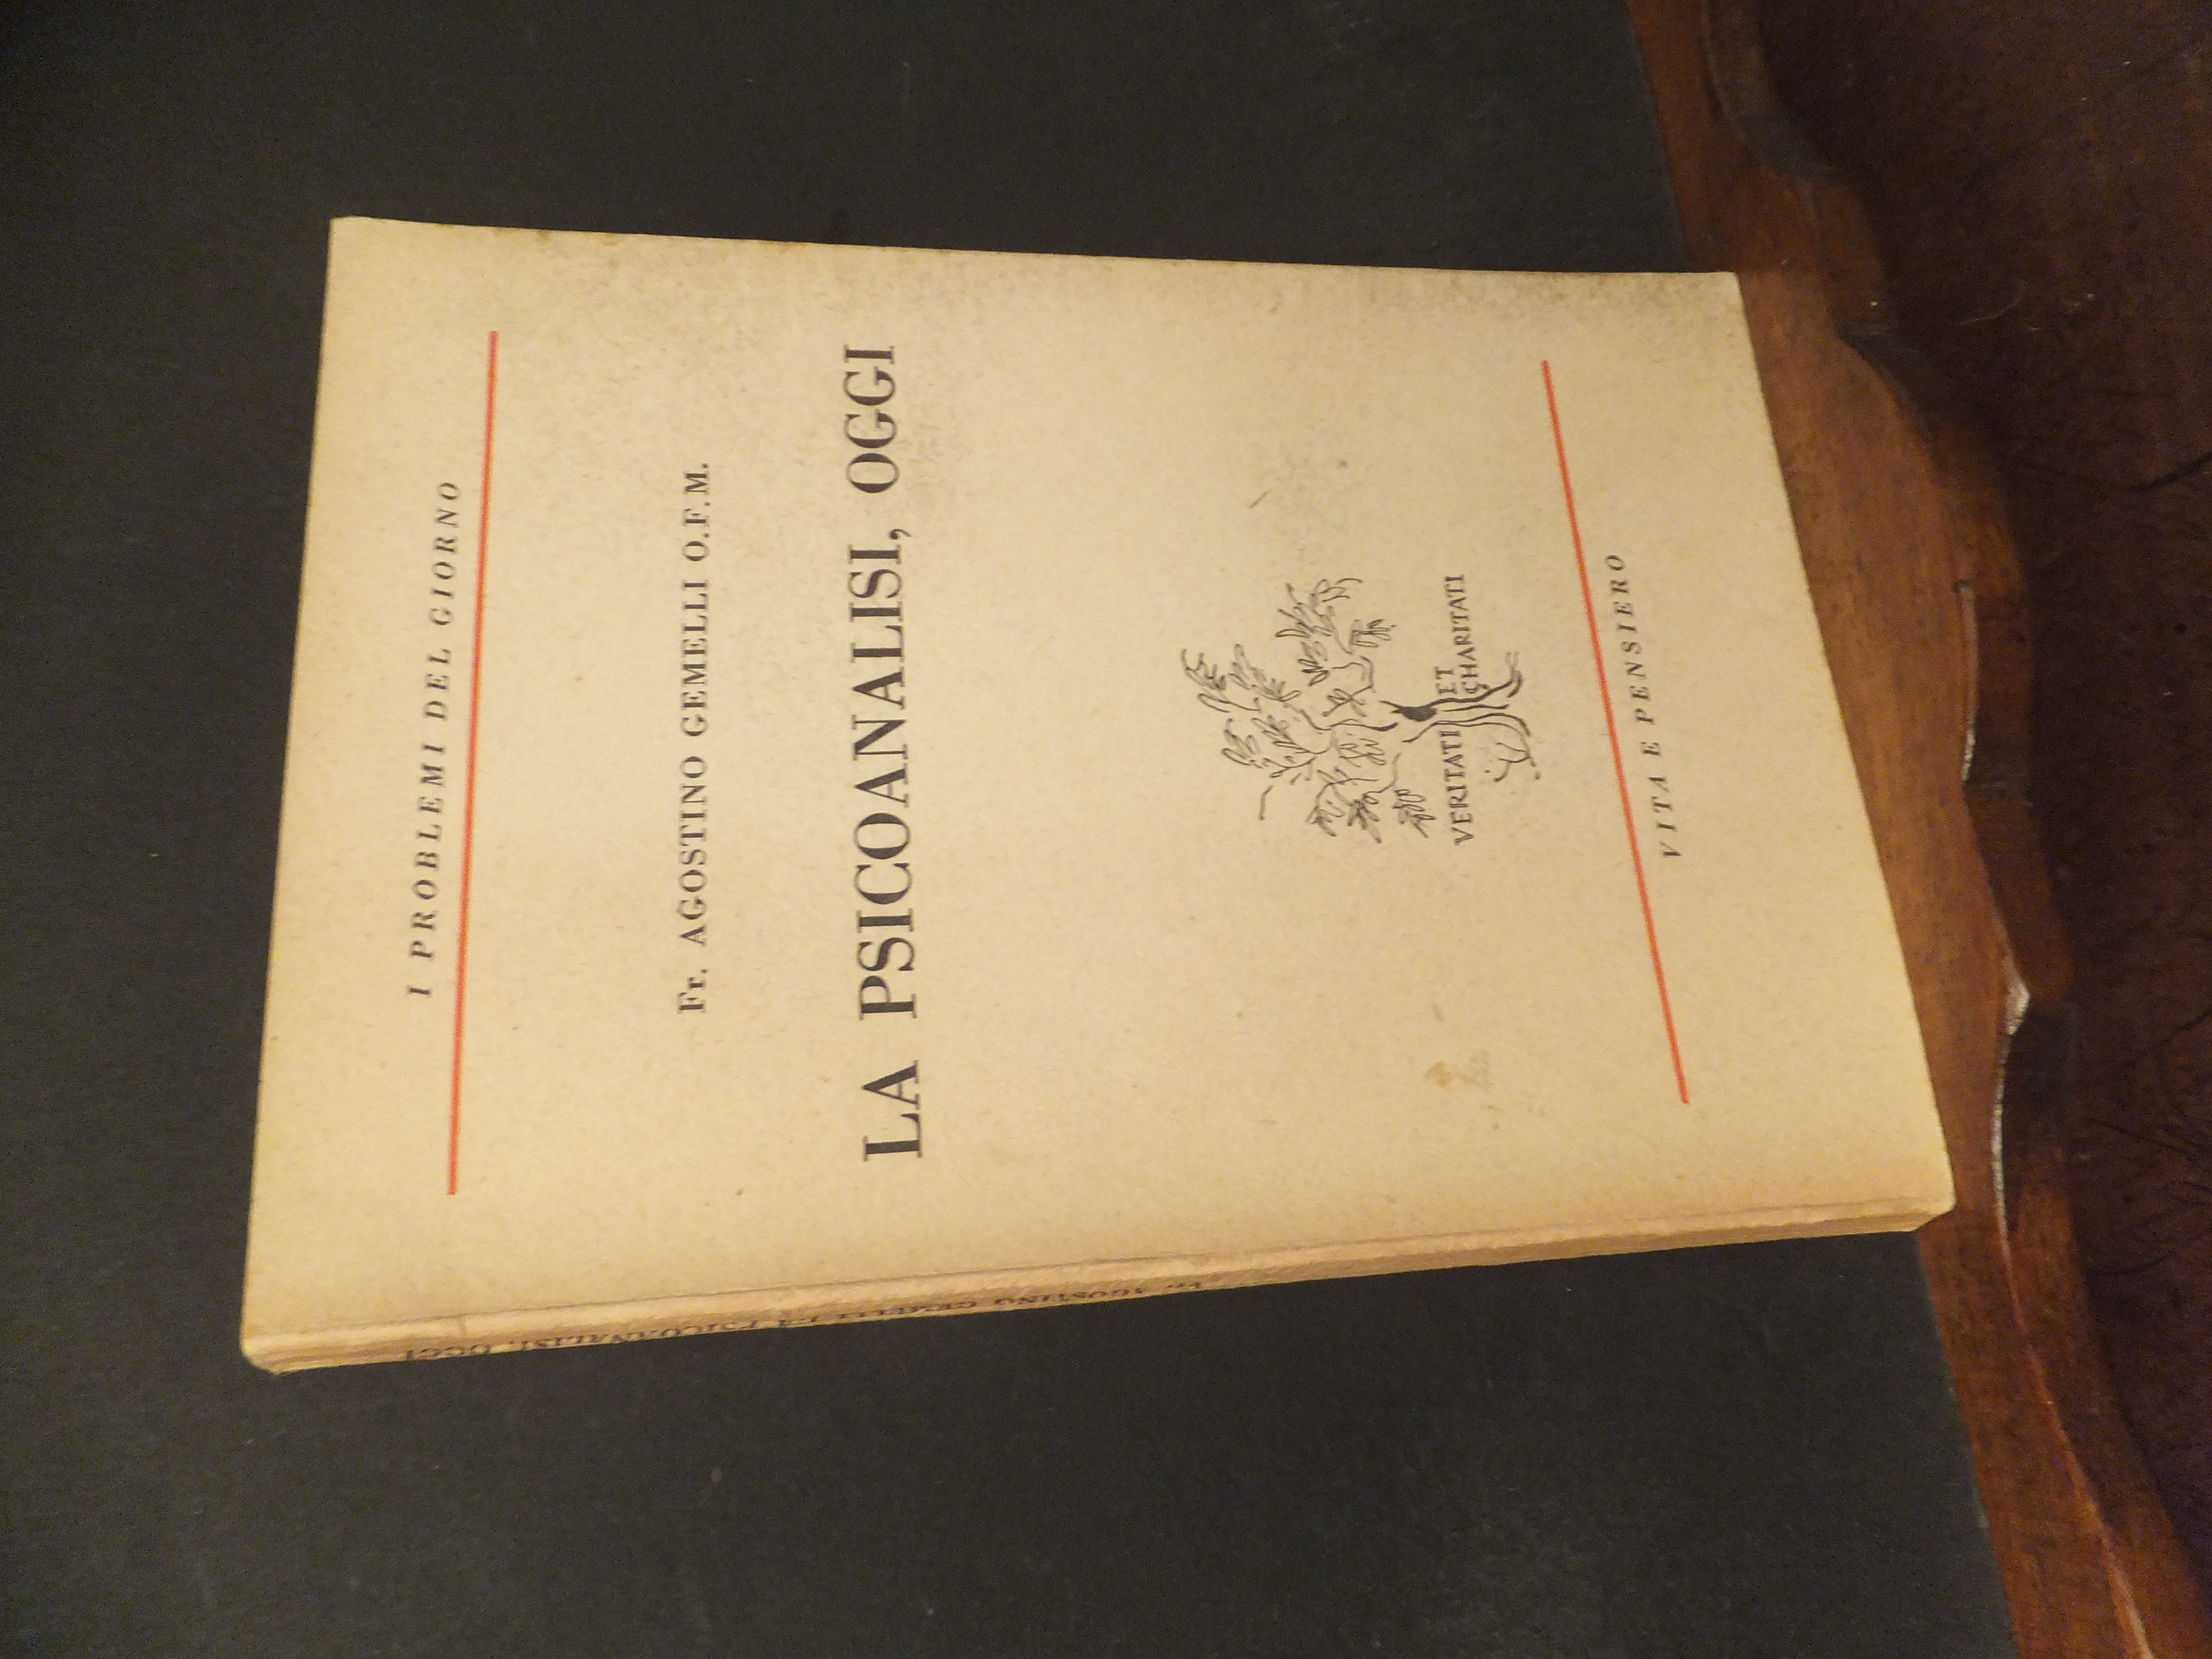 I PROBLEMI DEL GIORNO
Fr. AGOSTINO GEMELLI O.F.M.
LA PSICOANALISI, OGGI
VERITATI ET
CHARITATI
VITA E PENSIERO
Fr. AGOSTINO GEMELLI LA PSICOANALISI, OGGI